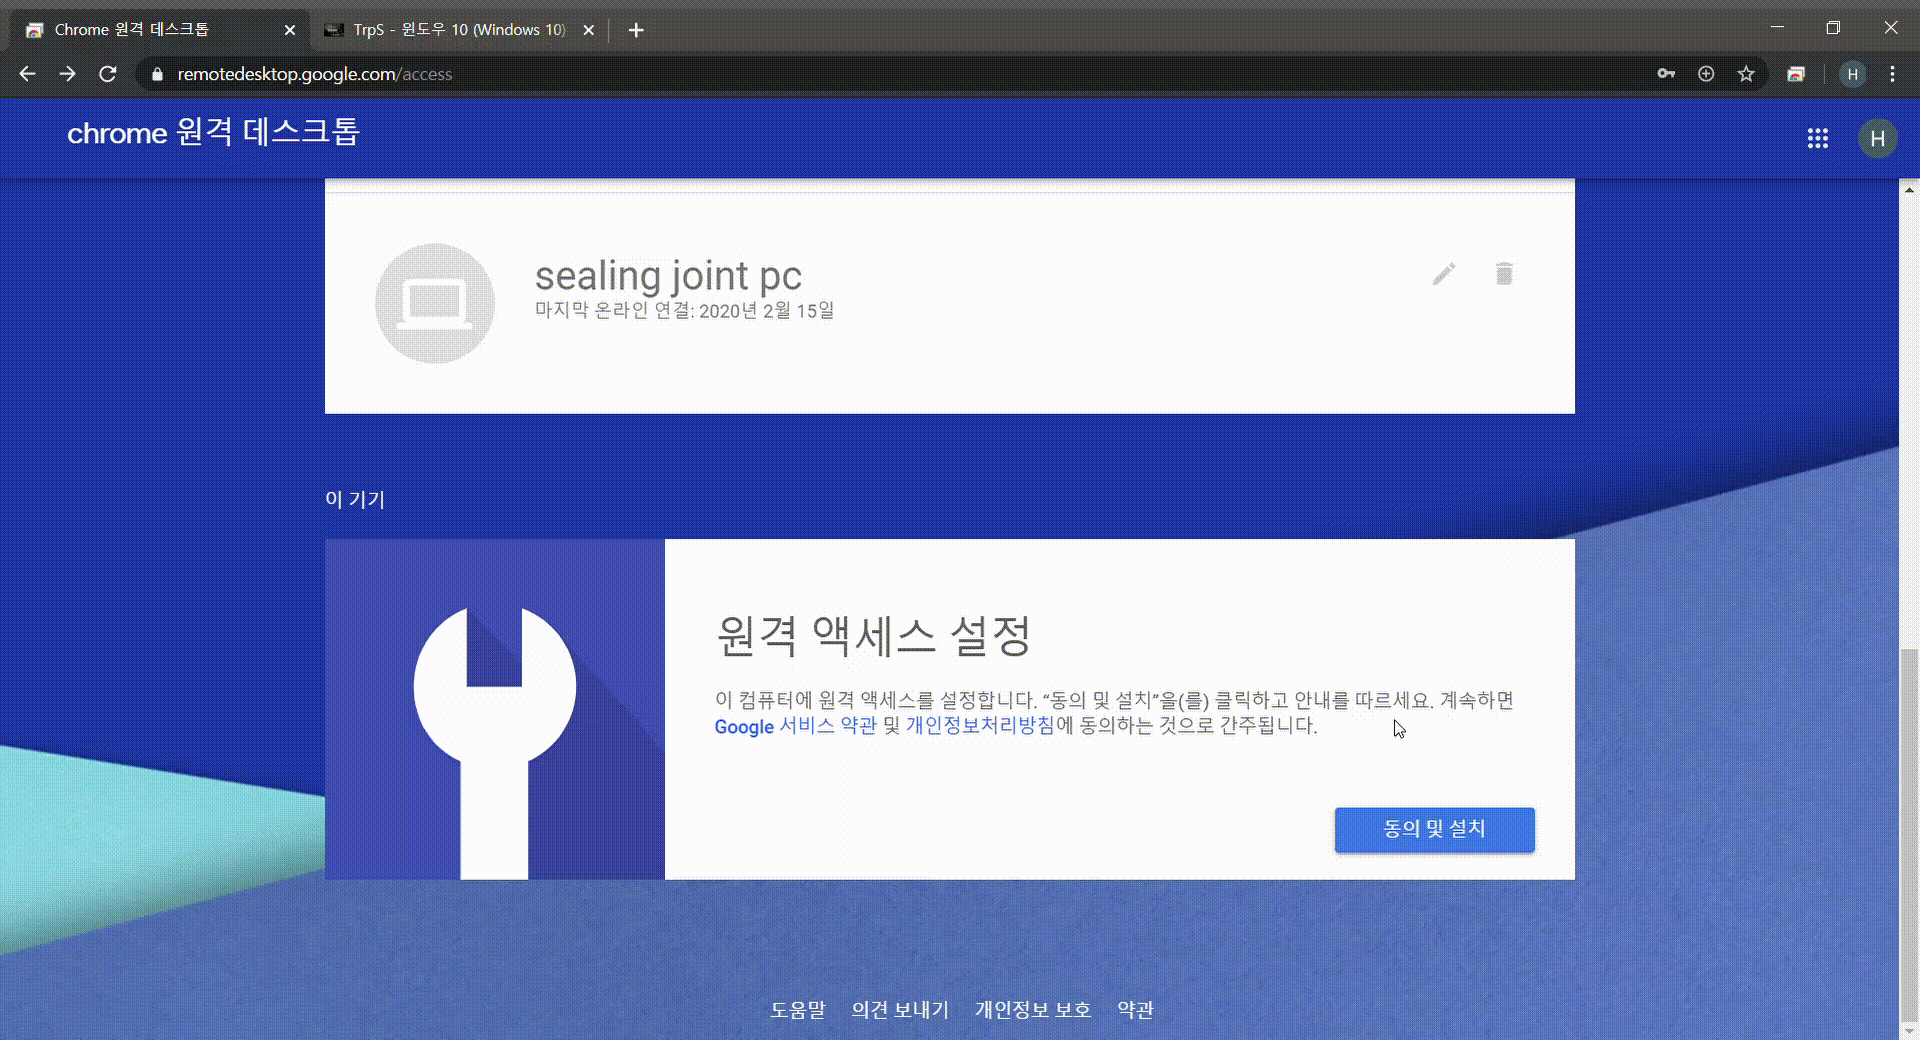 Chrome 원격 데스크톱
TrpS - 윈도우 10 (Windows 10)
remotedesktop.google.com/access
H
chrome 원격 데스크톱
H
sealing joint pc
마지막 온라인 연결: 2020년 2월 15일
이 기기
원격 액세스 설정
이 컴퓨터에 원격 액세스를 설정합니다. “동의 및 설치”을(를) 클릭하고 안내를 따르세요. 계속하면
Google 서비스 약관 및 개인정보처리방침에 동의하는 것으로 간주됩니다.
동의 및 설치
도움말 의견 보내기 개인정보 보호 약관